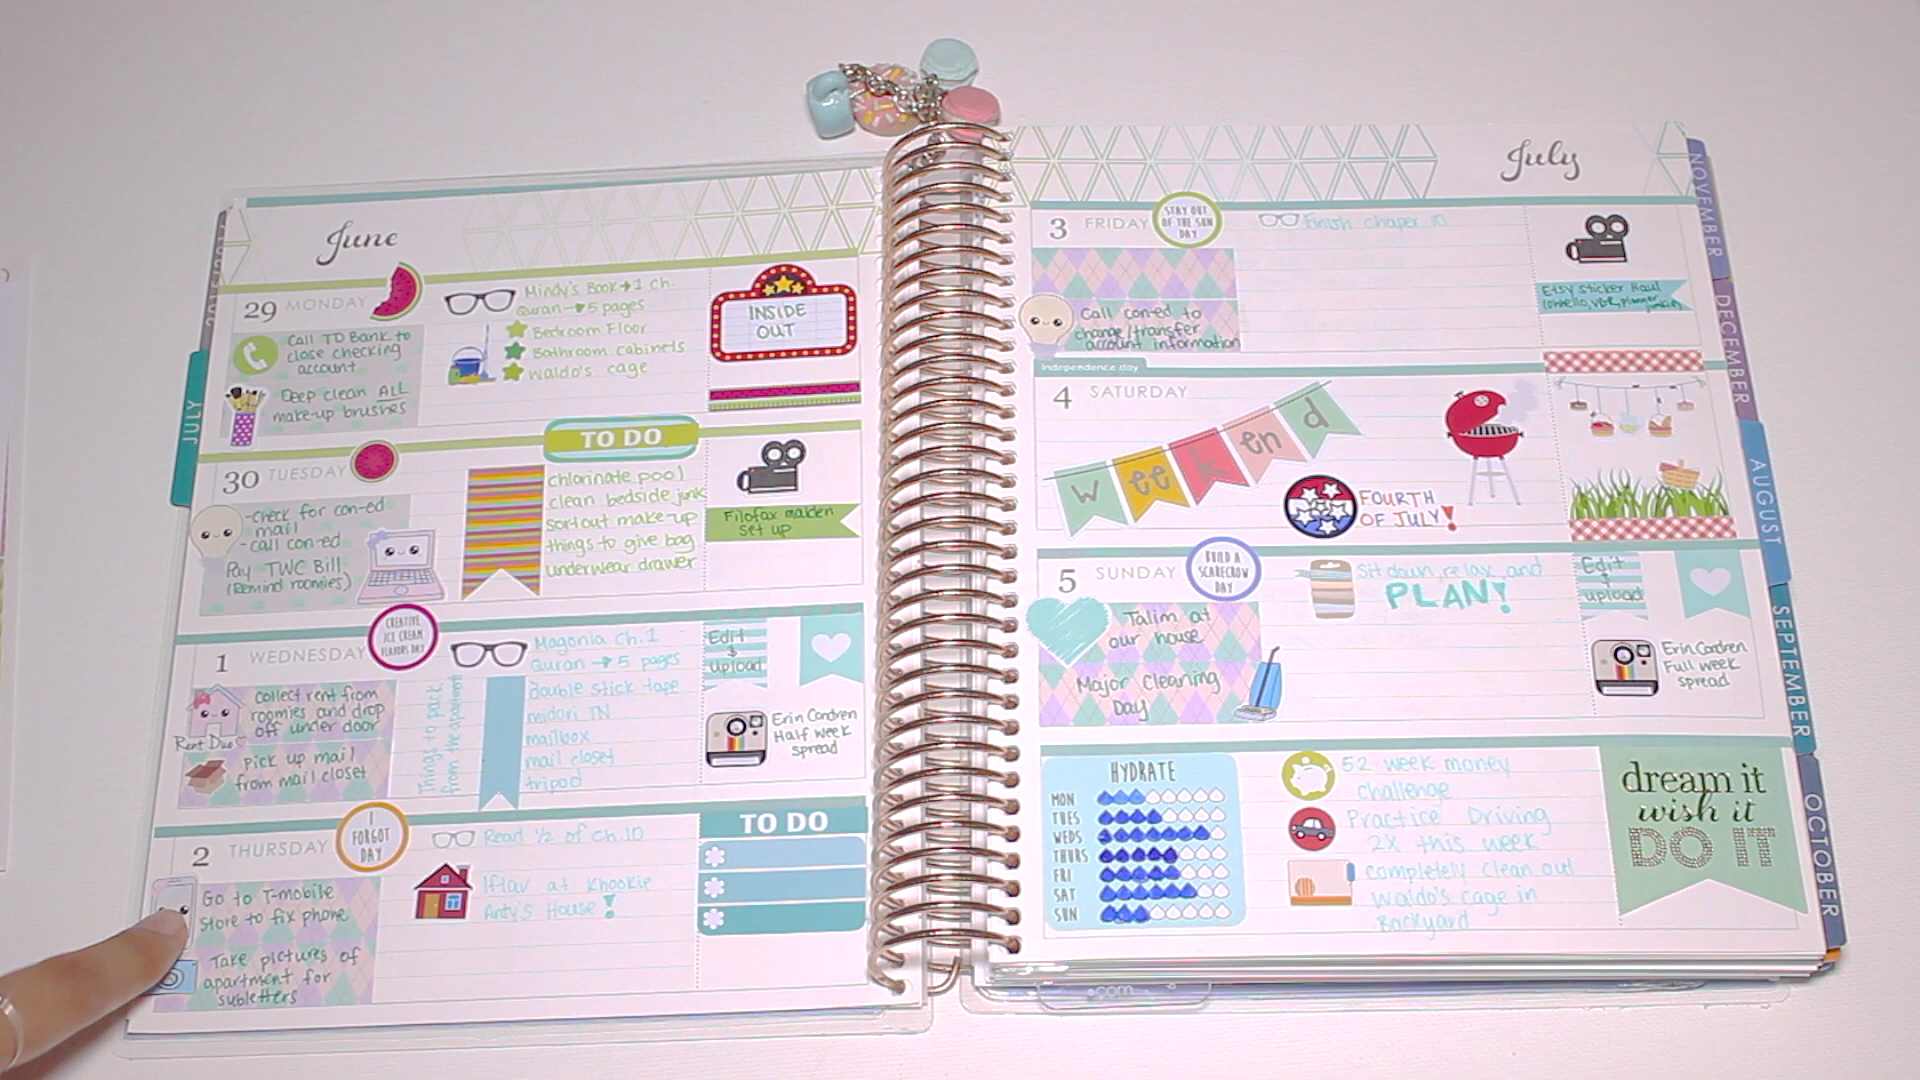 June
29 MONDAY
Call TD Bank to
close checking
account
Deep clean ALL
make-up brushes
Mindy's Book → 1 ch.
Quran → 5 pages
Bedroom Floor
Bathroom cabinets
Waldo's cage
INSIDE
OUT
30 TUESDAY
-check for con-ed
mail
-call con-ed
Pay TWC Bill
(Remind roomies)
TO DO
chlorinate pool
clean bedside junk
sort out make-up
things to give bag
underwear drawer
Filofax malden
set up
1 WEDNESDAY
CREATIVE
ICE CREAM
FLAVORS DAY
collect rent from
roomies and drop
off under door
Rent Due
pick up mail
from mail closet
Things to pack
from the apartment
Magonia ch. 1
Quran → 5 pages
double stick tape
midori TN
mailbox
mail closet
tripod
Edit
&
upload
Erin Condren
Half week
spread
2 THURSDAY
I
FORGOT
DAY
Go to T-mobile
store to fix phone
Take pictures of
apartment for
subletters
Read 1/2 of ch. 10
Iftar at Khookie
Anty's House!
TO DO
JULY
July
3 FRIDAY
STAY OUT
OF THE SUN
DAY
Finish chaper 10
Call con-ed to
change/transfer
account information
Etsy sticker Haul
Independence day
4 SATURDAY
weekend
FOURTH
OF JULY!
5 SUNDAY
BUILD A
SCARECROW
DAY
Talim at
our house
Major Cleaning
Day
Sit down, relax, and
PLAN!
Edit
&
upload
Erin Condren
Full week
spread
HYDRATE
MON
TUES
WEDS
THURS
FRI
SAT
SUN
52 week money
challenge
Practice Driving
2x this week
completely clean out
Waldo's cage in
Backyard
dream it
wish it
DO IT
.com
NOVEMBER
DECEMBER
AUGUST
SEPTEMBER
OCTOBER